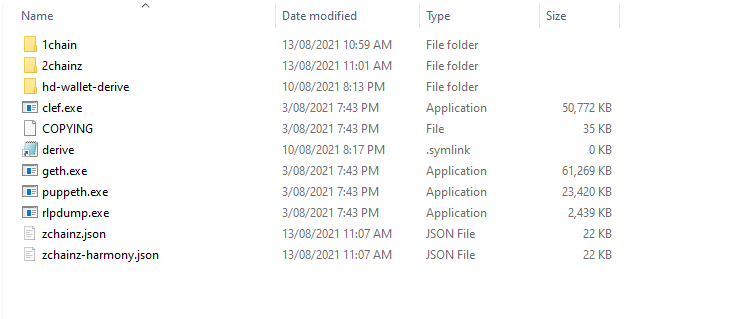 Name Date modified Type Size
1chain 13/08/2021 10:59 AM File folder
2chainz 13/08/2021 11:01 AM File folder
hd-wallet-derive 10/08/2021 8:13 PM File folder
clef.exe 3/08/2021 7:43 PM Application 50,772 KB
COPYING 3/08/2021 7:43 PM File 35 KB
derive 10/08/2021 8:17 PM .symlink 0 KB
geth.exe 3/08/2021 7:43 PM Application 61,269 KB
puppeth.exe 3/08/2021 7:43 PM Application 23,420 KB
rlpdump.exe 3/08/2021 7:43 PM Application 2,439 KB
zchainz.json 13/08/2021 11:07 AM JSON File 22 KB
zchainz-harmony.json 13/08/2021 11:07 AM JSON File 22 KB